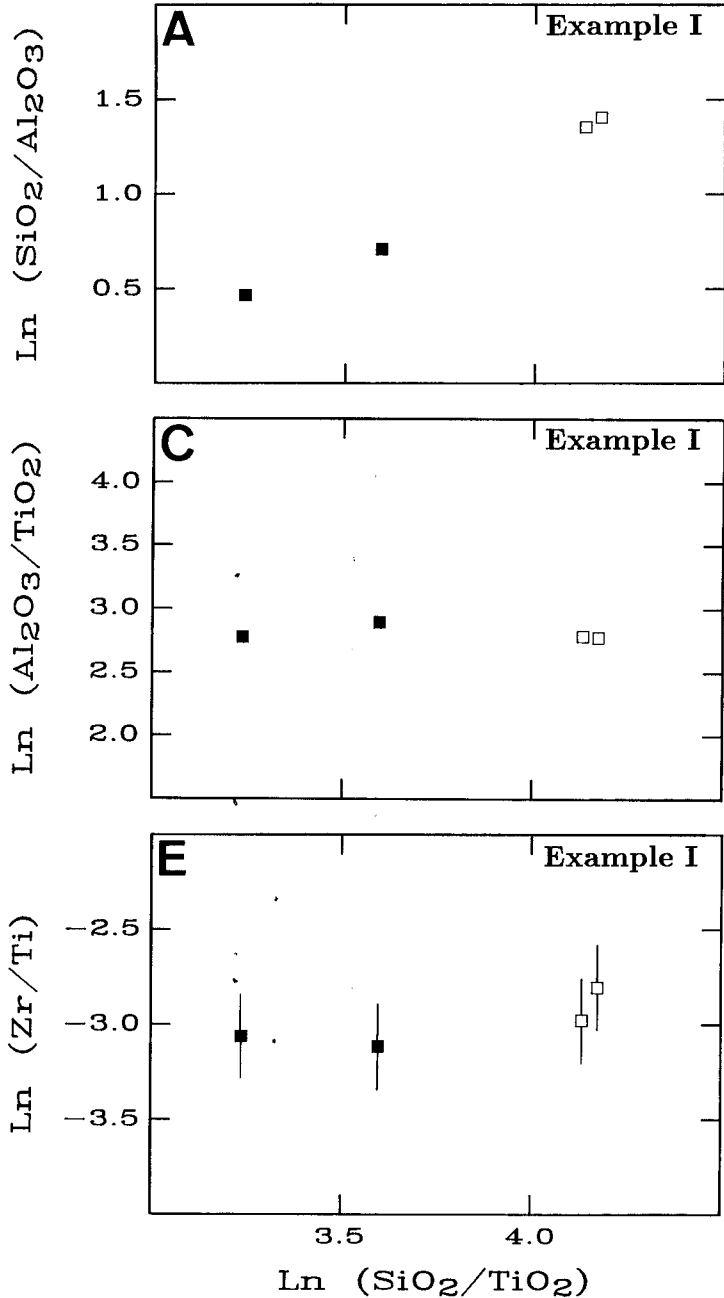 A
Example I
Ln (SiO₂/Al₂O₃)
1.5
1.0
0.5
C
Example I
Ln (Al₂O₃/TiO₂)
4.0
3.5
3.0
2.5
2.0
E
Example I
Ln (Zr/Ti)
−2.5
−3.0
−3.5
3.5 4.0
Ln (SiO₂/TiO₂)